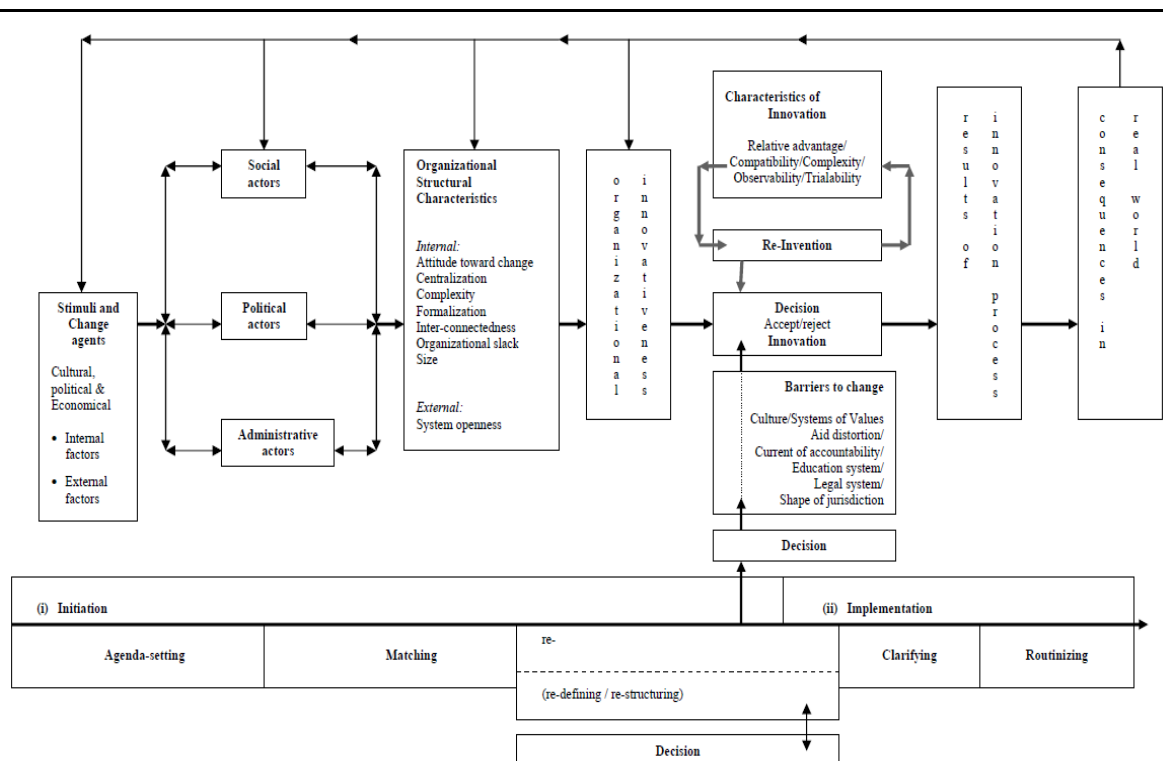 Characteristics of
Innovation
Relative advantage/
Compatibility/Complexity/
Observability/Trialability
Re-Invention
Social
actors
Political
actors
Administrative
actors
Stimuli and
Change
agents
Cultural,
political &
Economical
• Internal
factors
• External
factors
Organizational
Structural
Characteristics
Internal:
Attitude toward change
Centralization
Complexity
Formalization
Inter-connectedness
Organizational slack
Size
External:
System openness
organizational
innovativeness
Decision
Accept/reject
Innovation
Barriers to change
Culture/Systems of Values
Aid distortion/
Current of accountability/
Education system/
Legal system/
Shape of jurisdiction
Decision
results of
innovation process
consequences in
real world
(i) Initiation
(ii) Implementation
Agenda-setting
Matching
re-
(re-defining / re-structuring)
Clarifying
Routinizing
Decision